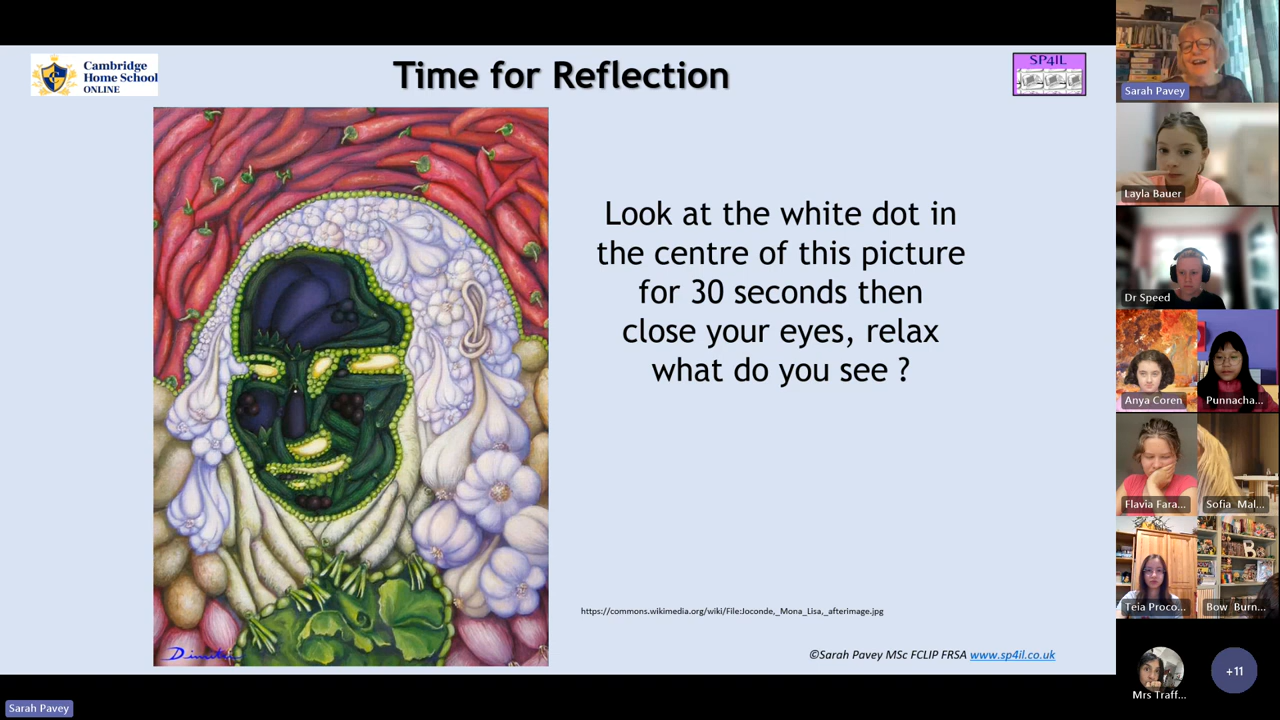 Cambridge
Home School
ONLINE
Time for Reflection
SP4IL
Look at the white dot in
the centre of this picture
for 30 seconds then
close your eyes, relax
what do you see ?
https://commons.wikimedia.org/wiki/File:Joconde,_Mona_Lisa,_afterimage.jpg
©Sarah Pavey MSc FCLIP FRSA www.sp4il.co.uk
Sarah Pavey
Sarah Pavey
Layla Bauer
Dr Speed
Anya Coren
Punnacha...
Flavia Fara...
Sofia Mal...
Teia Proco...
Bow Burn...
Mrs Traff...
+11